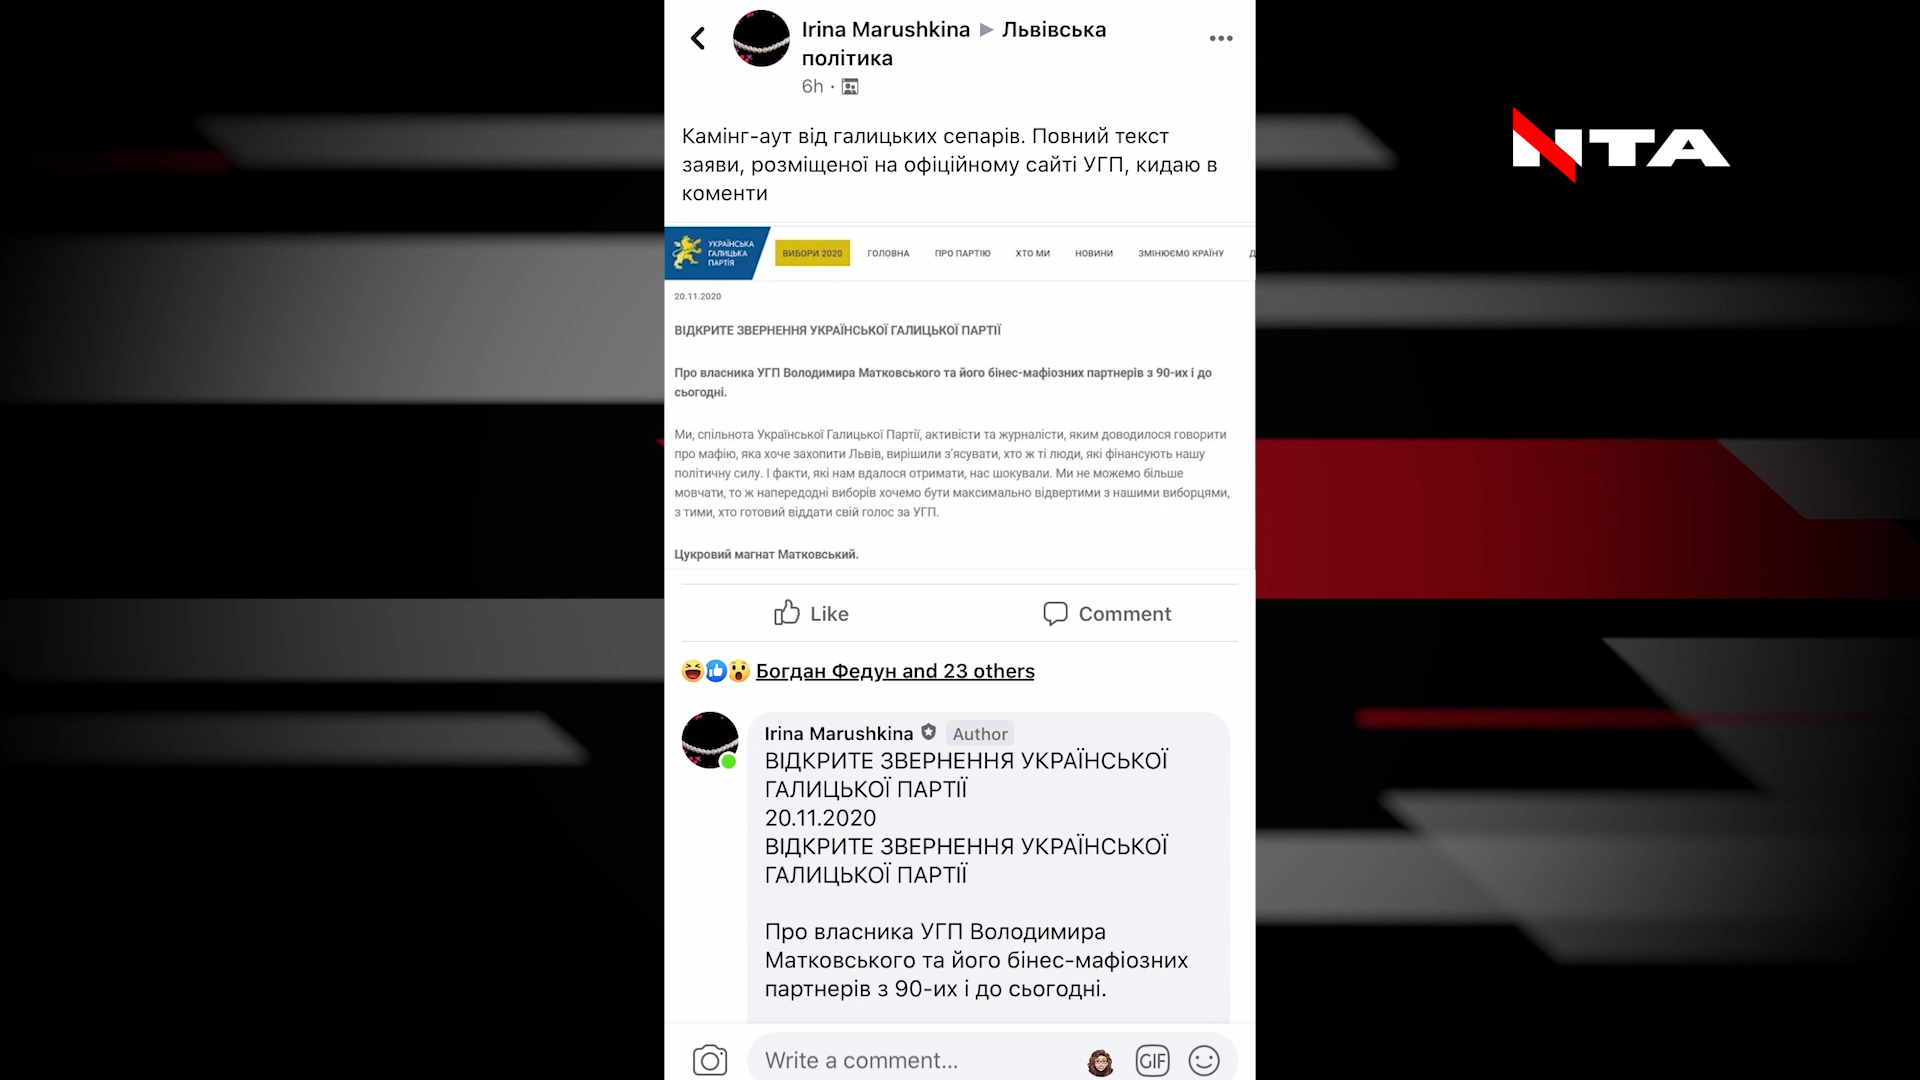 Irina Marushkina ▶ Львівська
політика
6h
NTA
Камінг-аут від галицьких сепарів. Повний текст
заяви, розміщеної на офіційному сайті УГП, кидаю в
коменти
УКРАЇНСЬКА
ГАЛИЦЬКА
ПАРТІЯ
ВИБОРИ 2020 ГОЛОВНА ПРО ПАРТІЮ ХТО МИ НОВИНИ ЗМІНЮЄМО КРАЇНУ Д
20.11.2020
ВІДКРИТЕ ЗВЕРНЕННЯ УКРАЇНСЬКОЇ ГАЛИЦЬКОЇ ПАРТІЇ
Про власника УГП Володимира Матковського та його бінес-мафіозних партнерів з 90-их і до
сьогодні.
Ми, спільнота Української Галицької Партії, активісти та журналісти, яким доводилося говорити
про мафію, яка хоче захопити Львів, вирішили з'ясувати, хто ж ті люди, які фінансують нашу
політичну силу. І факти, які нам вдалося отримати, нас шокували. Ми не можемо більше
мовчати, то ж напередодні виборів хочемо бути максимально відвертими з нашими виборцями,
з тими, хто готовий віддати свій голос за УГП.
Цукровий магнат Матковський.
Like Comment
Богдан Федун and 23 others
Irina Marushkina Author
ВІДКРИТЕ ЗВЕРНЕННЯ УКРАЇНСЬКОЇ
ГАЛИЦЬКОЇ ПАРТІЇ
20.11.2020
ВІДКРИТЕ ЗВЕРНЕННЯ УКРАЇНСЬКОЇ
ГАЛИЦЬКОЇ ПАРТІЇ
Про власника УГП Володимира
Матковського та його бінес-мафіозних
партнерів з 90-их і до сьогодні.
Write a comment... GIF